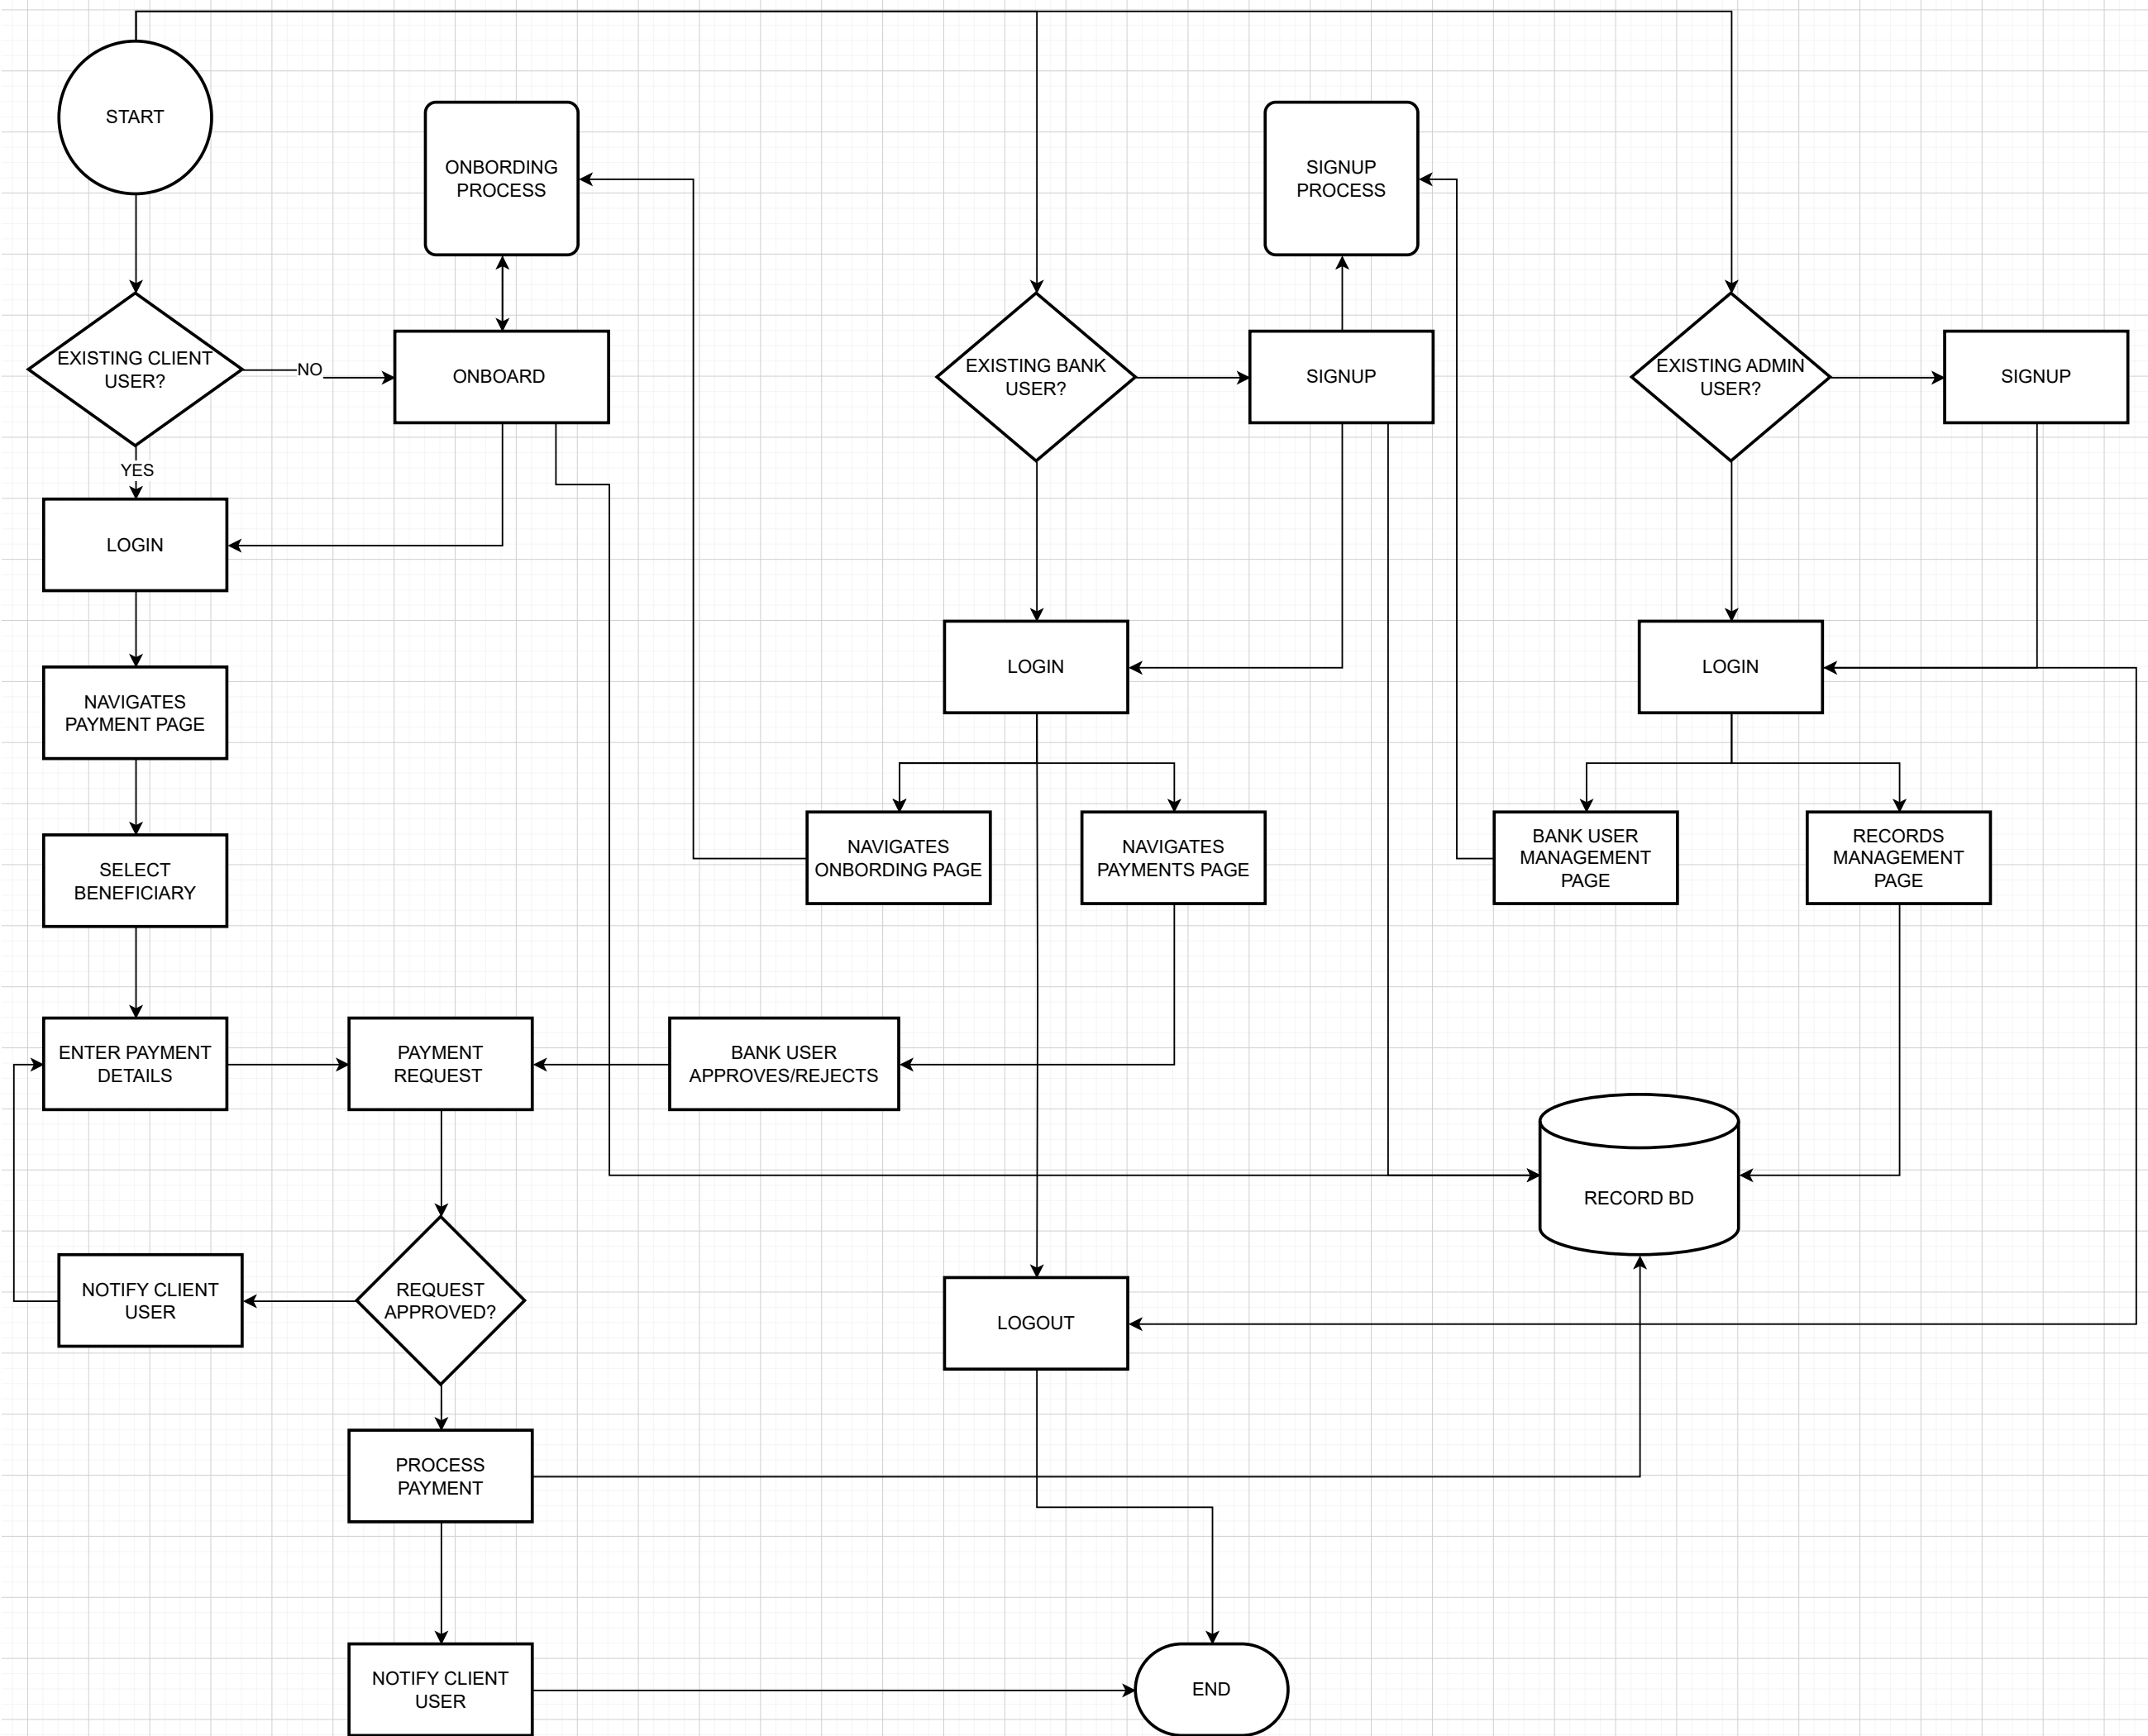 START
ONBORDING
PROCESS
SIGNUP
PROCESS
EXISTING CLIENT
USER?
NO
ONBOARD
EXISTING BANK
USER?
SIGNUP
EXISTING ADMIN
USER?
SIGNUP
YES
LOGIN
LOGIN
LOGIN
NAVIGATES
PAYMENT PAGE
SELECT
BENEFICIARY
NAVIGATES
ONBORDING PAGE
NAVIGATES
PAYMENTS PAGE
BANK USER
MANAGEMENT
PAGE
RECORDS
MANAGEMENT
PAGE
ENTER PAYMENT
DETAILS
PAYMENT
REQUEST
BANK USER
APPROVES/REJECTS
RECORD BD
NOTIFY CLIENT
USER
REQUEST
APPROVED?
LOGOUT
PROCESS
PAYMENT
NOTIFY CLIENT
USER
END